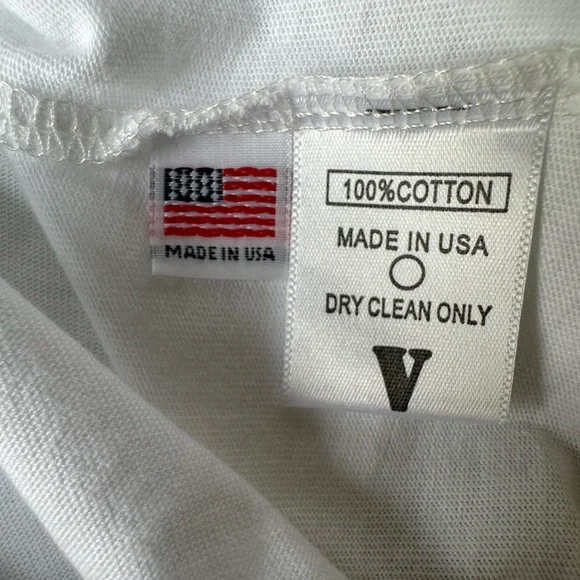 MADE IN USA
100%COTTON
MADE IN USA
DRY CLEAN ONLY
V